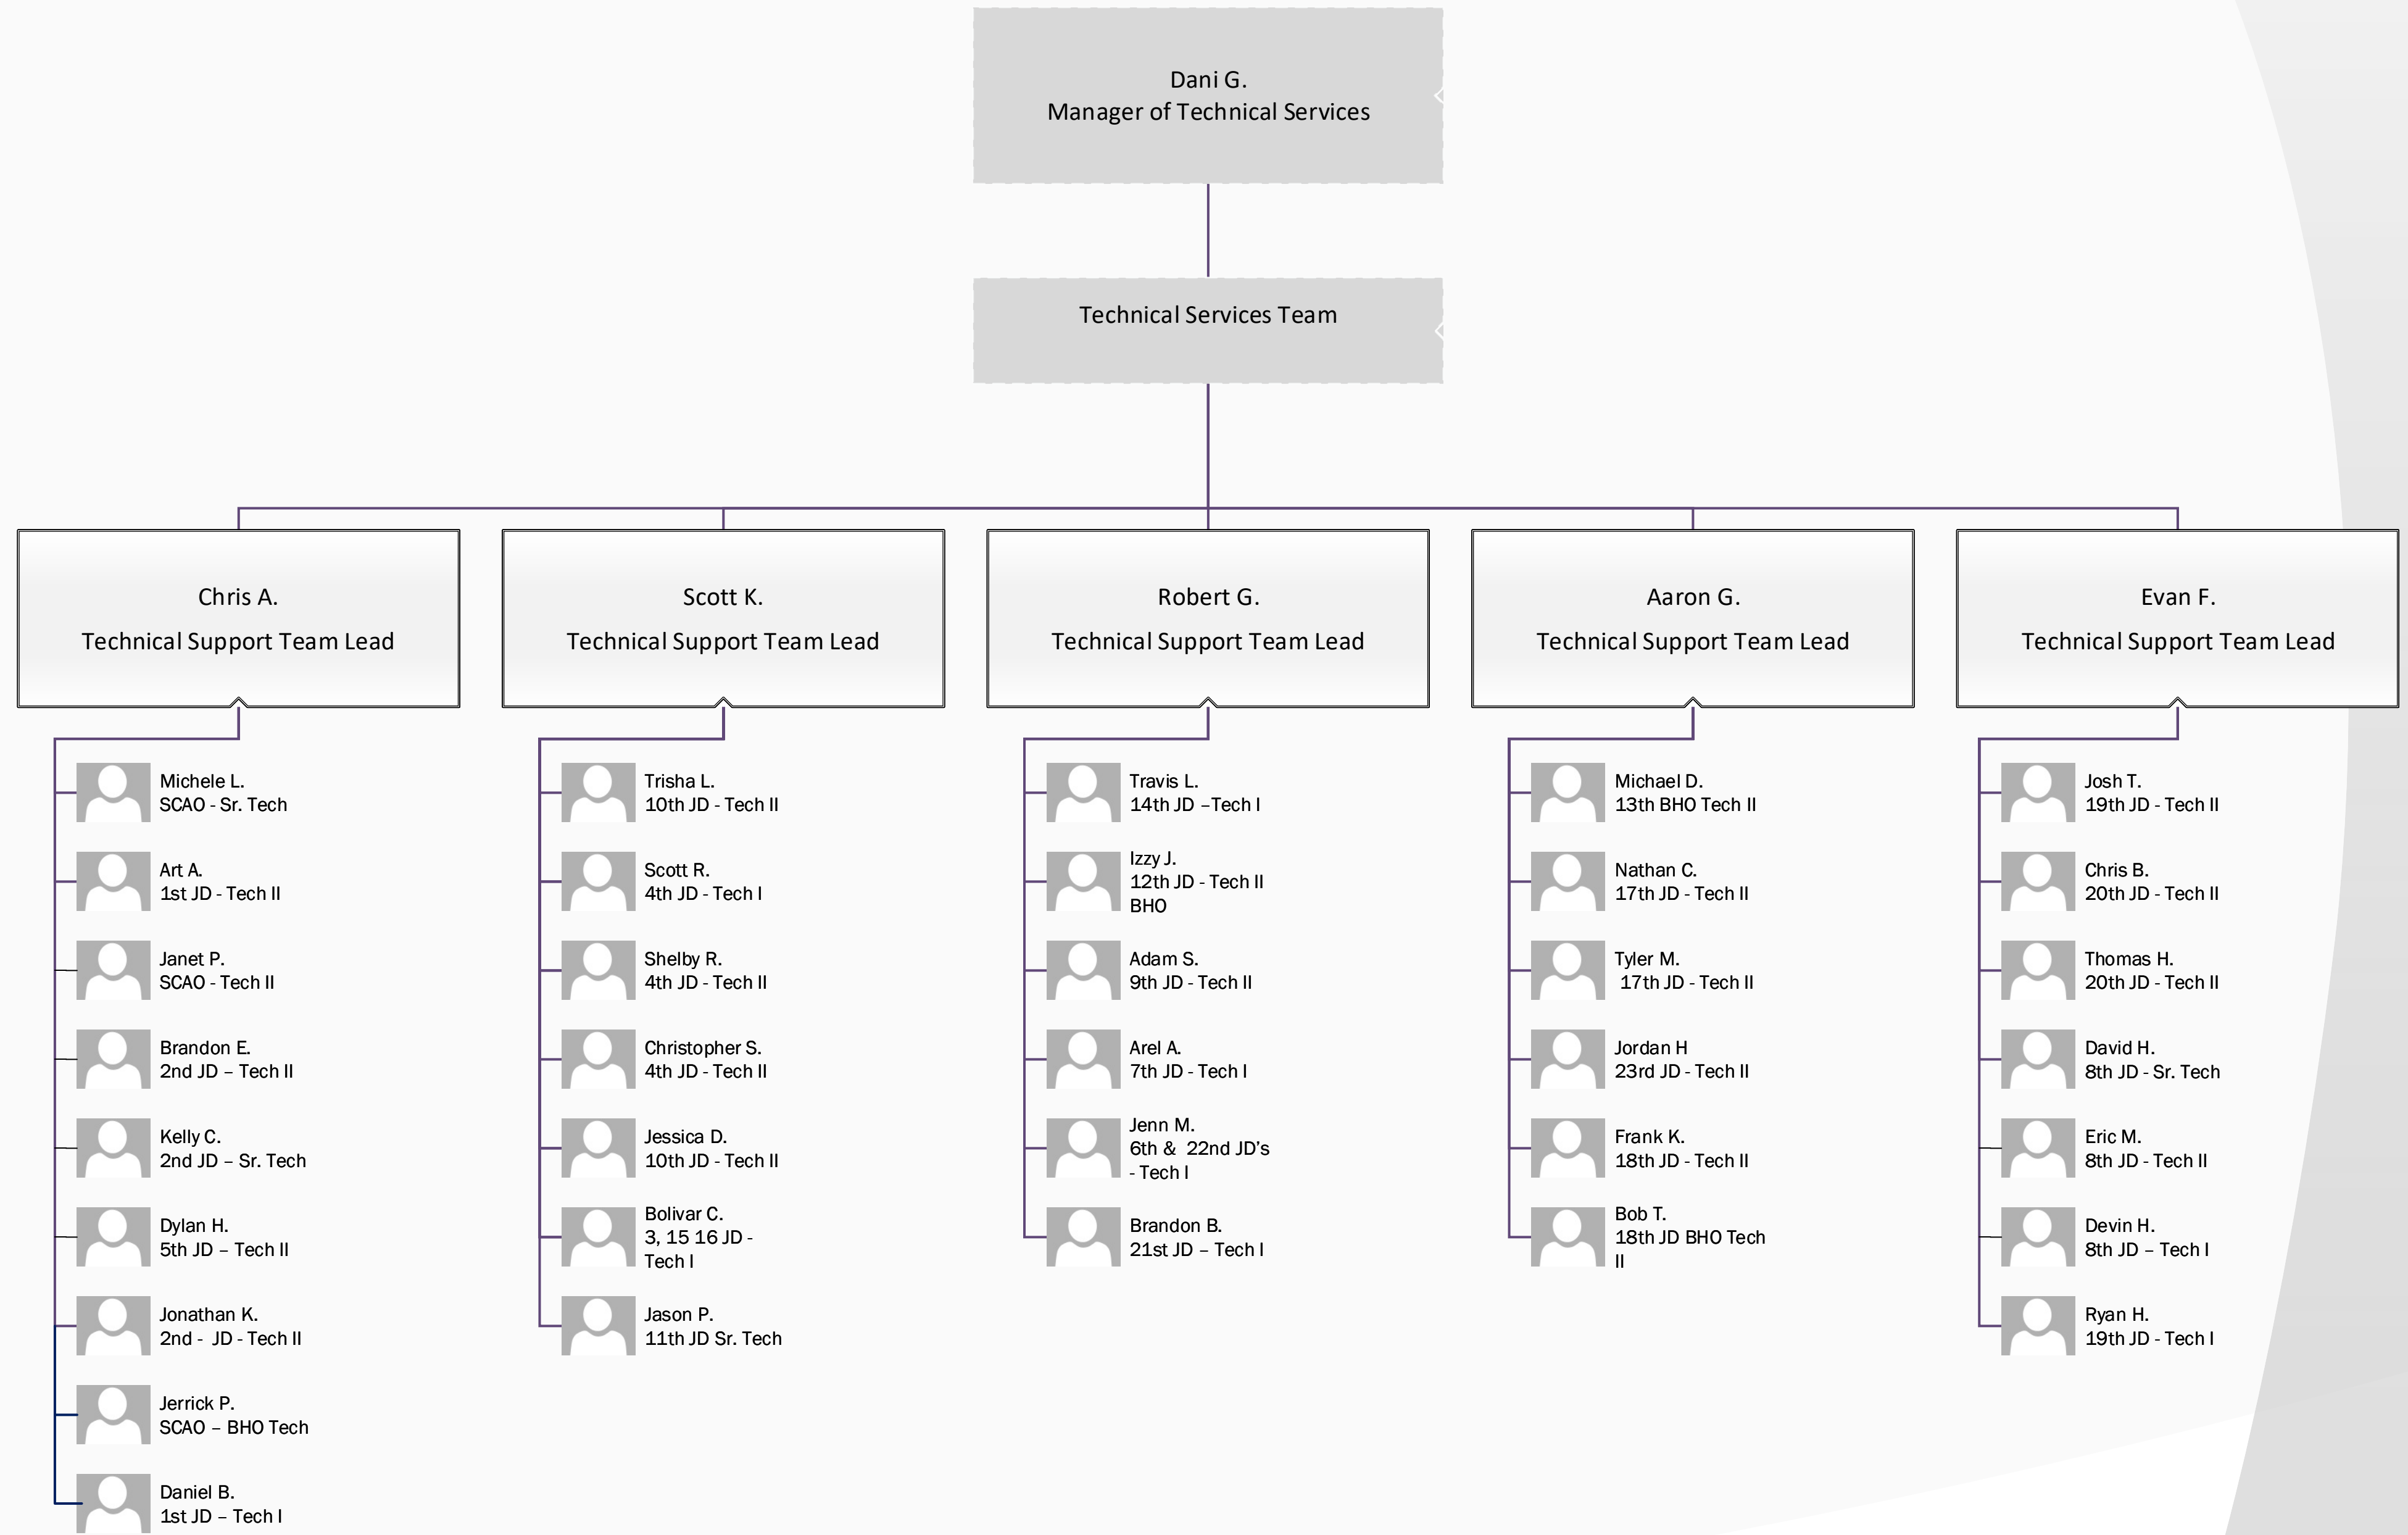 Dani G.
Manager of Technical Services
Technical Services Team
Chris A.
Technical Support Team Lead
Scott K.
Technical Support Team Lead
Robert G.
Technical Support Team Lead
Aaron G.
Technical Support Team Lead
Evan F.
Technical Support Team Lead
Michele L.
SCAO - Sr. Tech
Art A.
1st JD - Tech II
Janet P.
SCAO - Tech II
Brandon E.
2nd JD – Tech II
Kelly C.
2nd JD – Sr. Tech
Dylan H.
5th JD – Tech II
Jonathan K.
2nd - JD - Tech II
Jerrick P.
SCAO – BHO Tech
Daniel B.
1st JD – Tech I
Trisha L.
10th JD - Tech II
Scott R.
4th JD - Tech I
Shelby R.
4th JD - Tech II
Christopher S.
4th JD - Tech II
Jessica D.
10th JD - Tech II
Bolivar C.
3, 15 16 JD -
Tech I
Jason P.
11th JD Sr. Tech
Travis L.
14th JD –Tech I
Izzy J.
12th JD - Tech II
BHO
Adam S.
9th JD - Tech II
Arel A.
7th JD - Tech I
Jenn M.
6th & 22nd JD’s
- Tech I
Brandon B.
21st JD – Tech I
Michael D.
13th BHO Tech II
Nathan C.
17th JD - Tech II
Tyler M.
17th JD - Tech II
Jordan H
23rd JD - Tech II
Frank K.
18th JD - Tech II
Bob T.
18th JD BHO Tech
II
Josh T.
19th JD - Tech II
Chris B.
20th JD - Tech II
Thomas H.
20th JD - Tech II
David H.
8th JD - Sr. Tech
Eric M.
8th JD - Tech II
Devin H.
8th JD – Tech I
Ryan H.
19th JD - Tech I